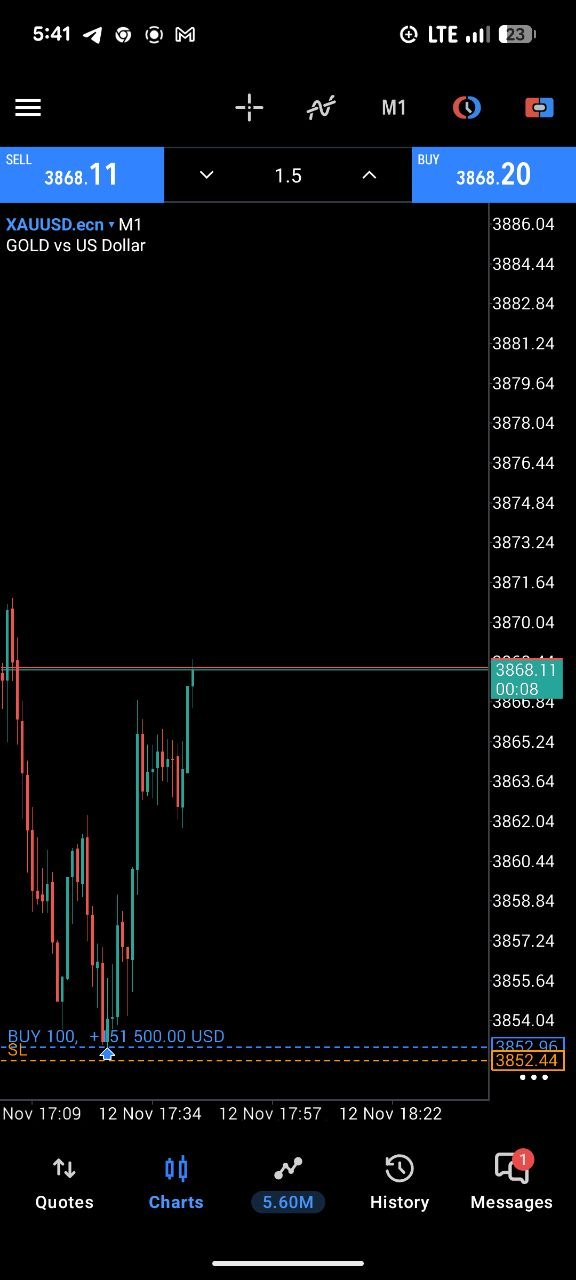 5:41 LTE 23
M1
SELL 3868.11 1.5 BUY 3868.20
XAUUSD.ecn ▾ M1
GOLD vs US Dollar
3886.04
3884.44
3882.84
3881.24
3879.64
3878.04
3876.44
3874.84
3873.24
3871.64
3870.04
3868.11
00:08
3866.84
3865.24
3863.64
3862.04
3860.44
3858.84
3857.24
3855.64
3854.04
BUY 100, 500.00 USD
3852.96
SL
3852.44
Nov 17:09 12 Nov 17:34 12 Nov 17:57 12 Nov 18:22
1
5.60M
Quotes Charts History Messages